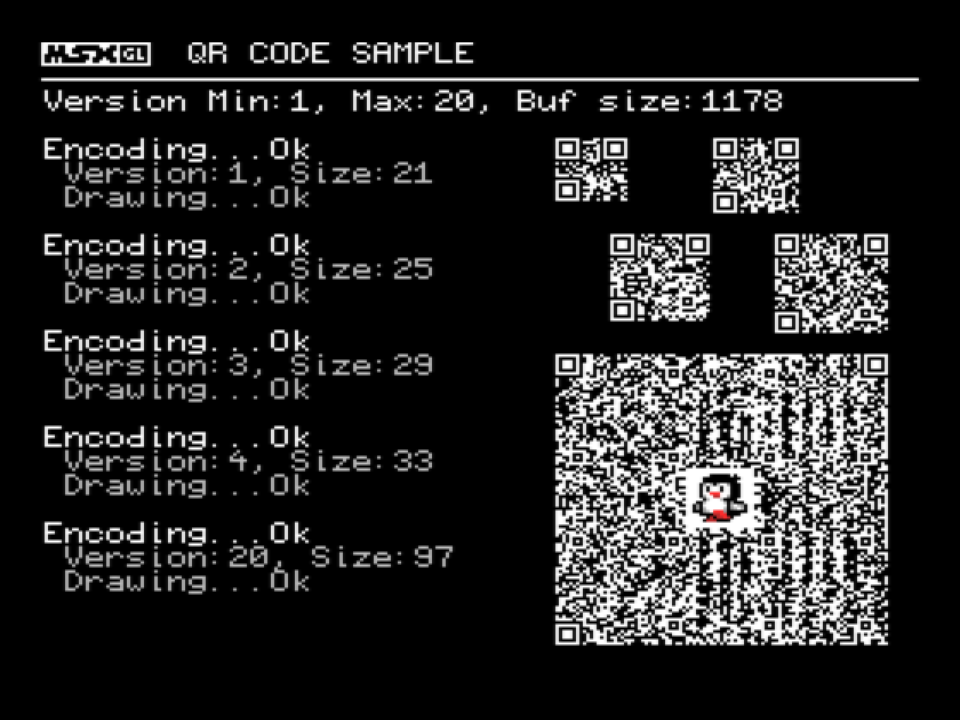 MSX GL QR CODE SAMPLE
Version Min:1, Max:20, Buf size:1178
Encoding...Ok
Version:1, Size:21
Drawing...Ok
Encoding...Ok
Version:2, Size:25
Drawing...Ok
Encoding...Ok
Version:3, Size:29
Drawing...Ok
Encoding...Ok
Version:4, Size:33
Drawing...Ok
Encoding...Ok
Version:20, Size:97
Drawing...Ok